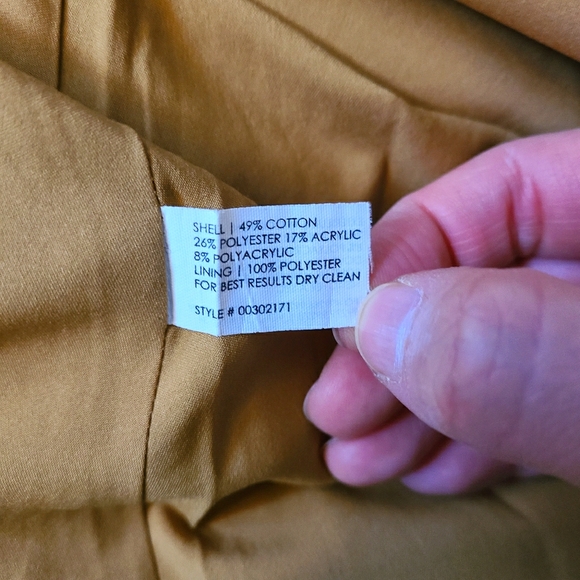 SHELL | 49% COTTON
26% POLYESTER 17% ACRYLIC
8% POLYACRYLIC
LINING | 100% POLYESTER
FOR BEST RESULTS DRY CLEAN
STYLE # 00302171